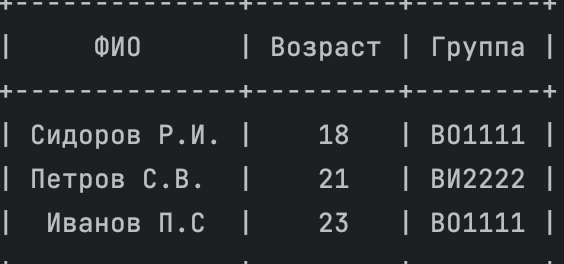 +--------------+---------+--------+
| ФИО | Возраст | Группа |
+--------------+---------+--------+
| Сидоров Р.И. | 18 | ВО1111 |
| Петров С.В. | 21 | ВИ2222 |
| Иванов П.С | 23 | ВО1111 |